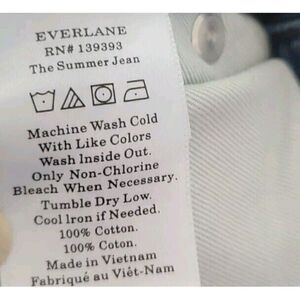 EVERLANE
RN# 139393
The Summer Jean
Machine Wash Cold
With Like Colors
Wash Inside Out.
Only Non-Chlorine
Bleach When Necessary.
Tumble Dry Low.
Cool Iron if Needed.
100% Cotton.
100% Coton.
Made in Vietnam
Fabriqué au Viêt-Nam